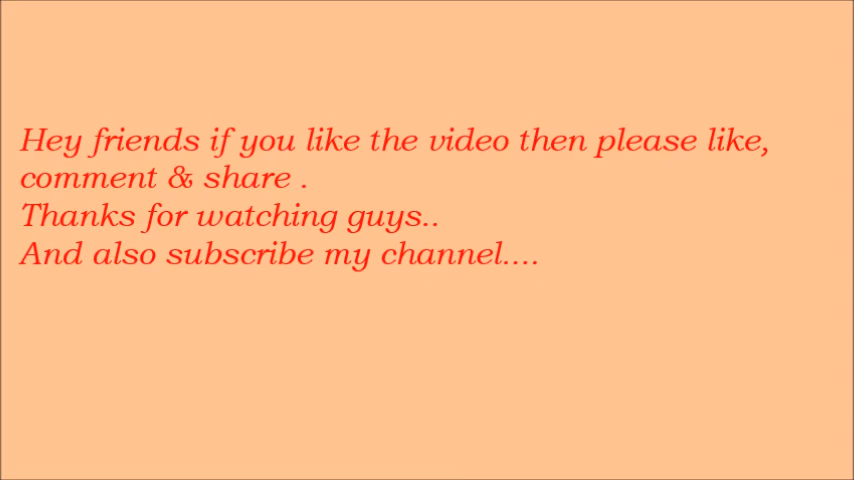 Hey friends if you like the video then please like,
comment & share .
Thanks for watching guys..
And also subscribe my channel....